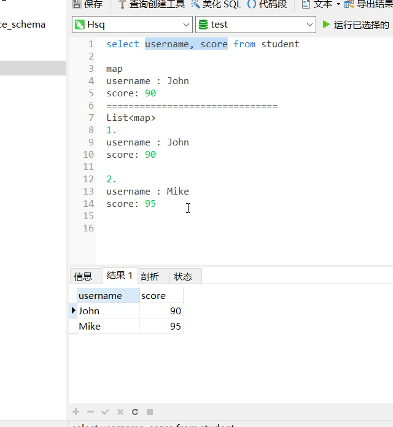 保存 查询创建工具 美化 SQL () 代码段 文本 导出结果
ce_schema
Hsq test 运行已选择的
1 select username, score from student
2
3 map
4 username : John
5 score: 90
6 ===============================
7 List<map>
8 1.
9 username : John
10 score: 90
11
12 2.
13 username : Mike
14 score: 95
15
16
信息 结果 1 剖析 状态
username score
John 90
Mike 95
select username, score from student